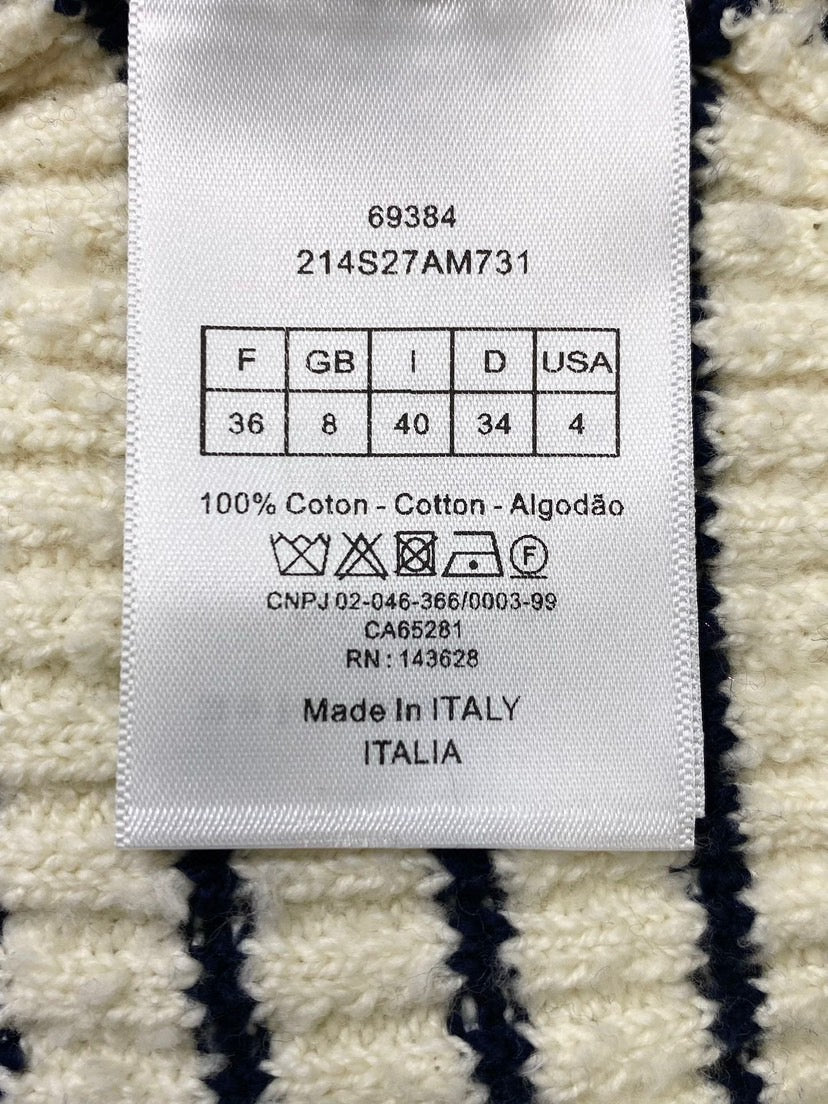 69384
214S27AM731
F GB I D USA
36 8 40 34 4
100% Coton - Cotton - Algodão
F
CNPJ 02-046-366/0003-99
CA65281
RN : 143628
Made In ITALY
ITALIA